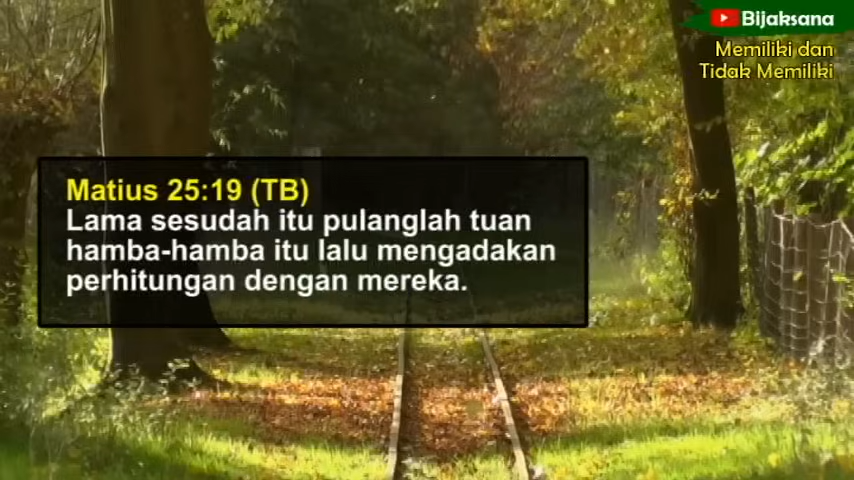 Bijaksana
Memiliki dan
Tidak Memiliki
Matius 25:19 (TB)
Lama sesudah itu pulanglah tuan
hamba-hamba itu lalu mengadakan
perhitungan dengan mereka.